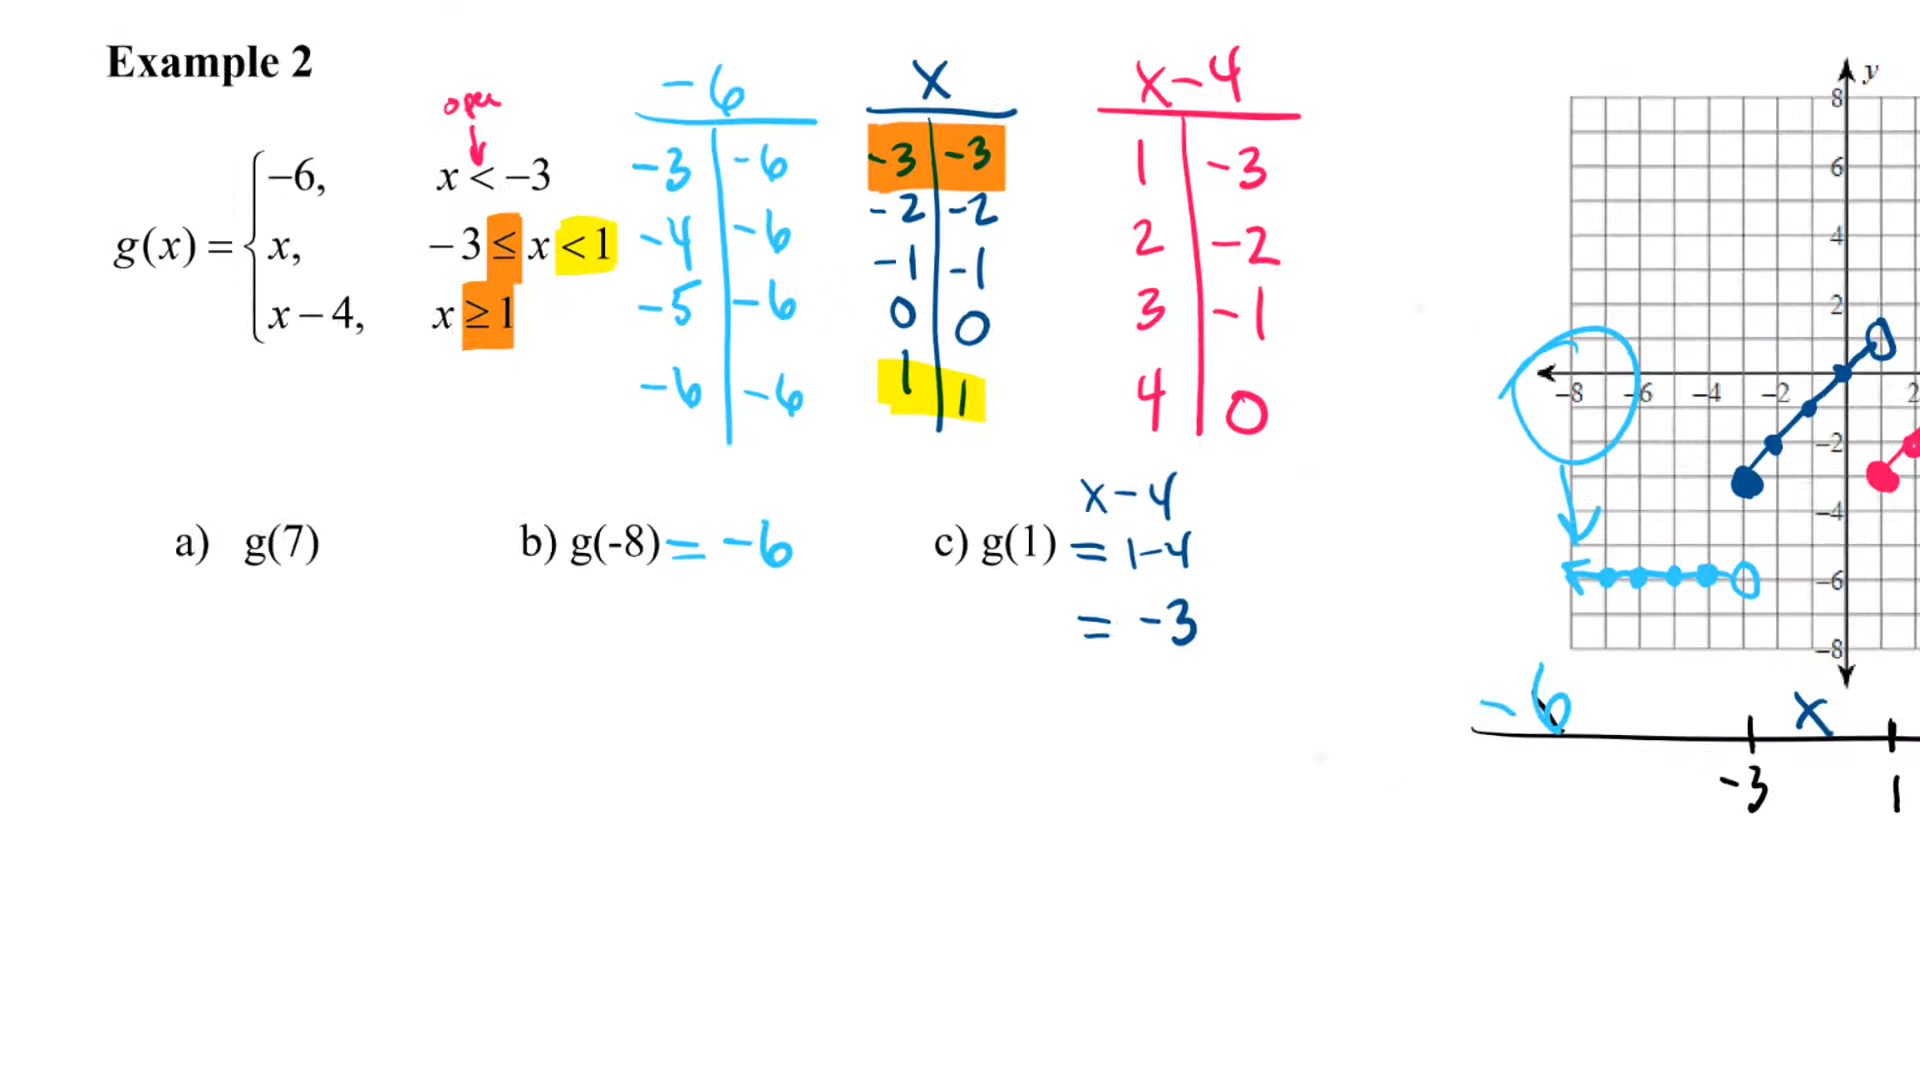 Example 2
open
g(x) = { −6, x < −3
x, −3 ≤ x < 1
x − 4, x ≥ 1
-6
-3 | -6
-4 | -6
-5 | -6
-6 | -6
x
-3 | -3
-2 | -2
-1 | -1
0 | 0
1 | 1
x-4
1 | -3
2 | -2
3 | -1
4 | 0
a) g(7)
b) g(-8) = -6
x-4
c) g(1) = 1-4
= -3
y
8
6
4
2
−8 −6 −4 −2 2
−2
−4
−6
−8
-6 x
-3 1